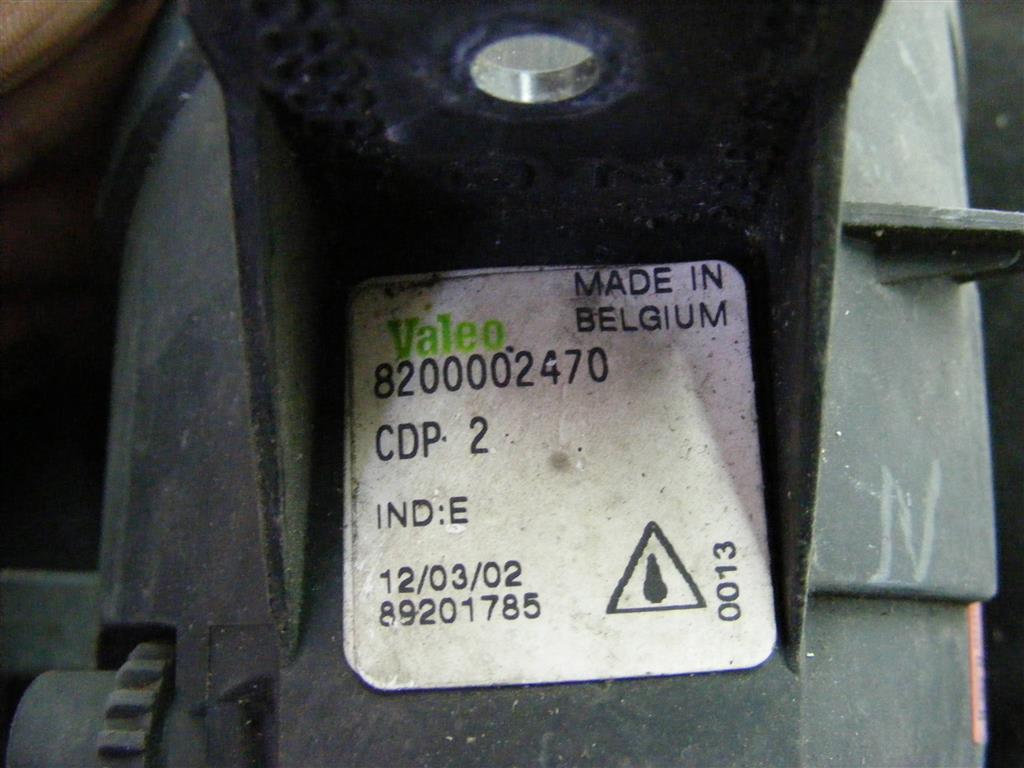 MADE IN
BELGIUM
Valeo
8200002470
CDP 2
IND:E
12/03/02
89201785
0013
N